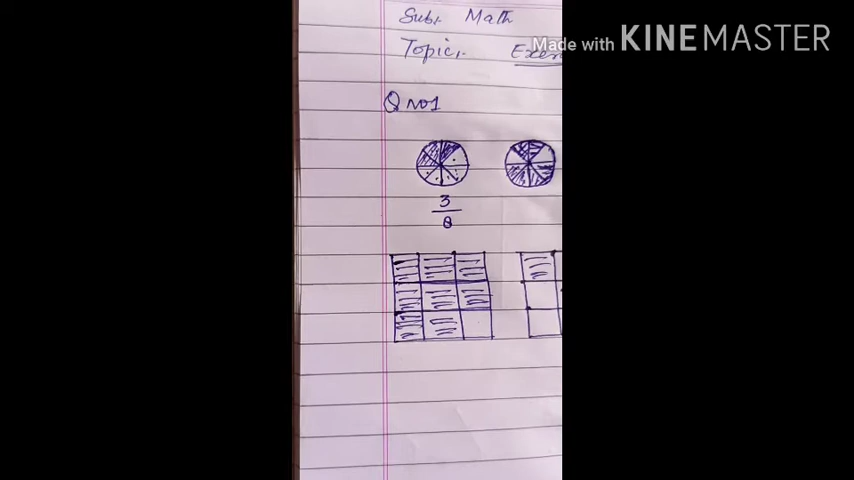 Sub:. Math
Topic:.
Made with KINEMASTER
Q no1
3
8